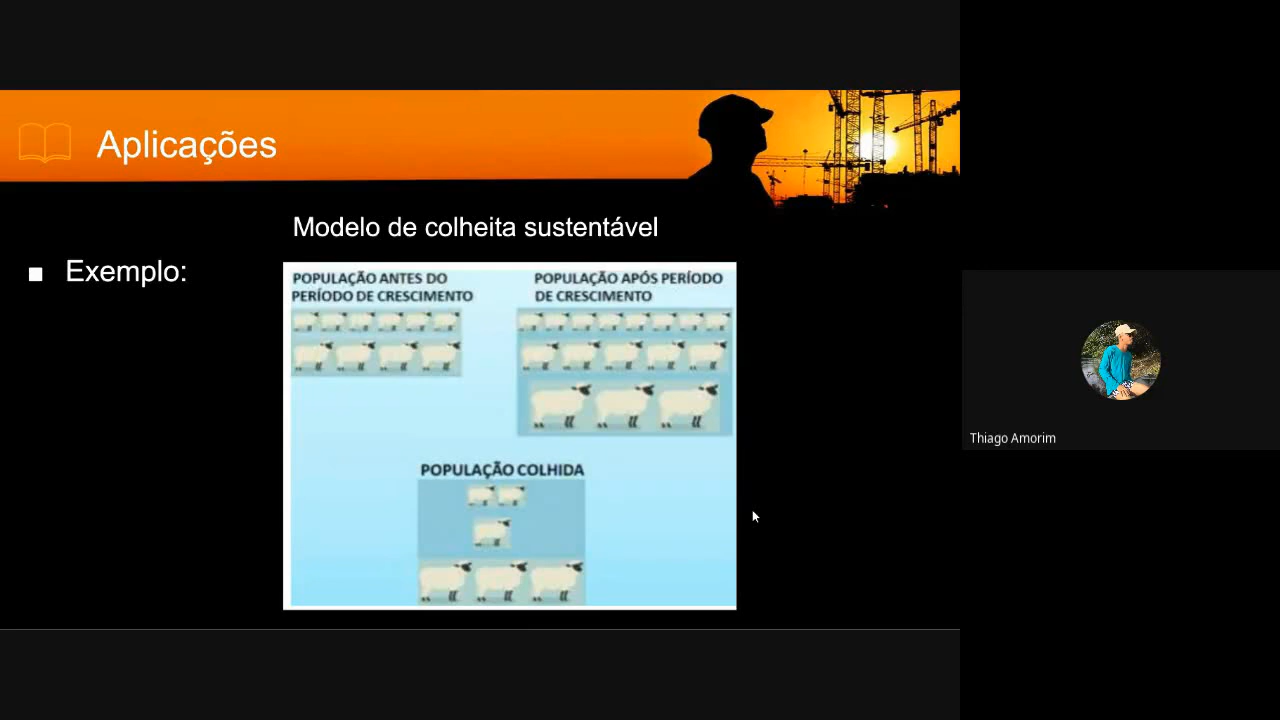 Aplicações
Modelo de colheita sustentável
■ Exemplo:
POPULAÇÃO ANTES DO
PERÍODO DE CRESCIMENTO
POPULAÇÃO APÓS PERÍODO
DE CRESCIMENTO
POPULAÇÃO COLHIDA
Thiago Amorim